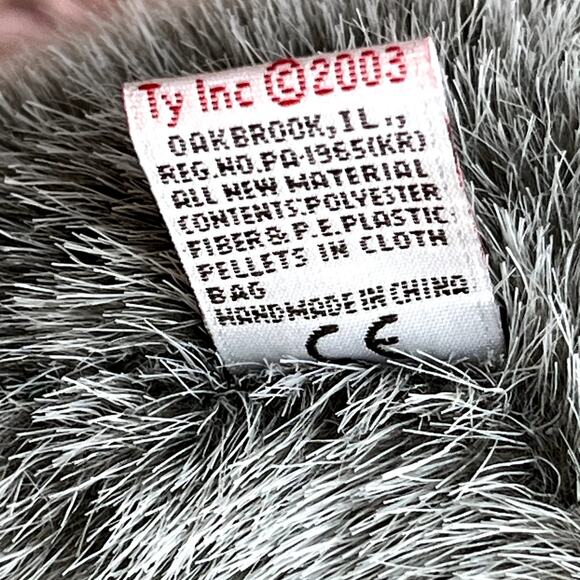 Ty Inc ©2003
OAKBROOK, IL.,
REG.NO.PA-1965(KR)
ALL NEW MATERIAL
CONTENTS:POLYESTER
FIBER & P.E.PLASTIC
PELLETS IN CLOTH
BAG
HANDMADE IN CHINA
CE